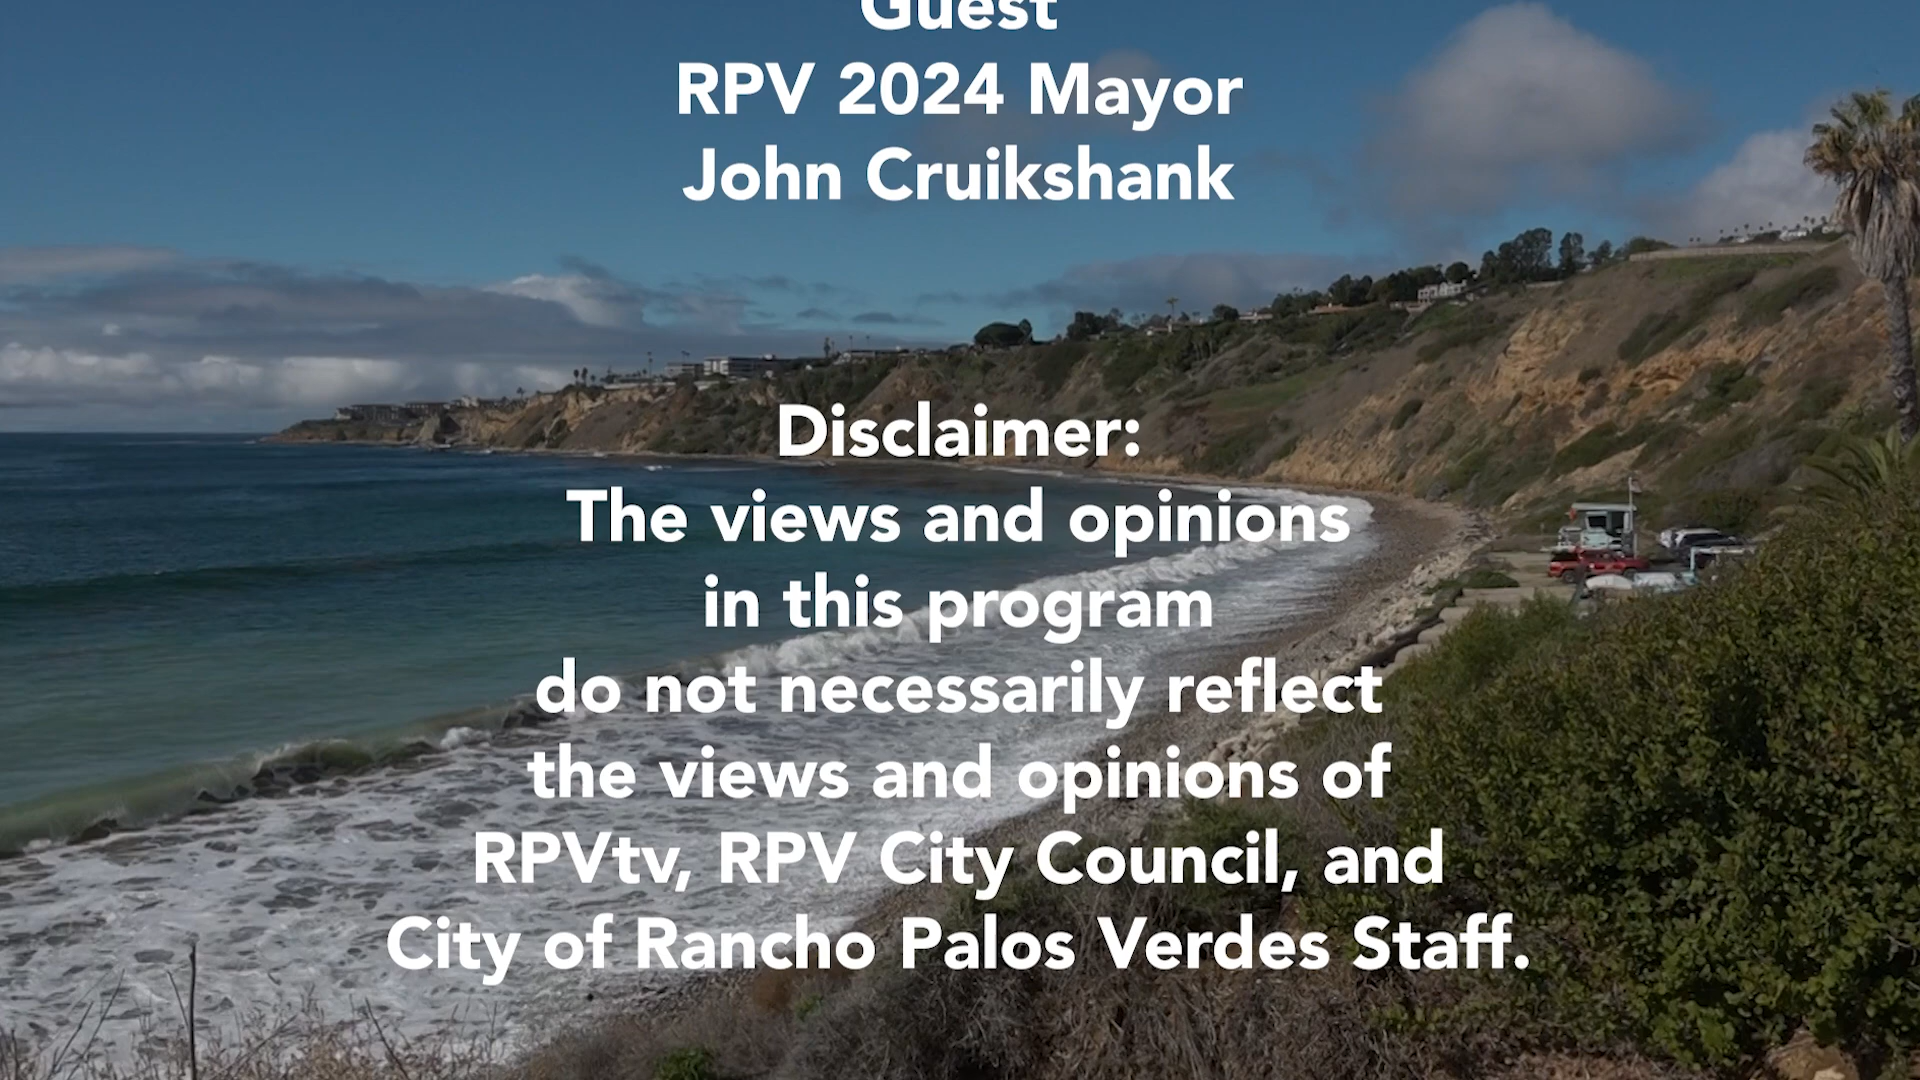 Guest
RPV 2024 Mayor
John Cruikshank
Disclaimer:
The views and opinions
in this program
do not necessarily reflect
the views and opinions of
RPVtv, RPV City Council, and
City of Rancho Palos Verdes Staff.